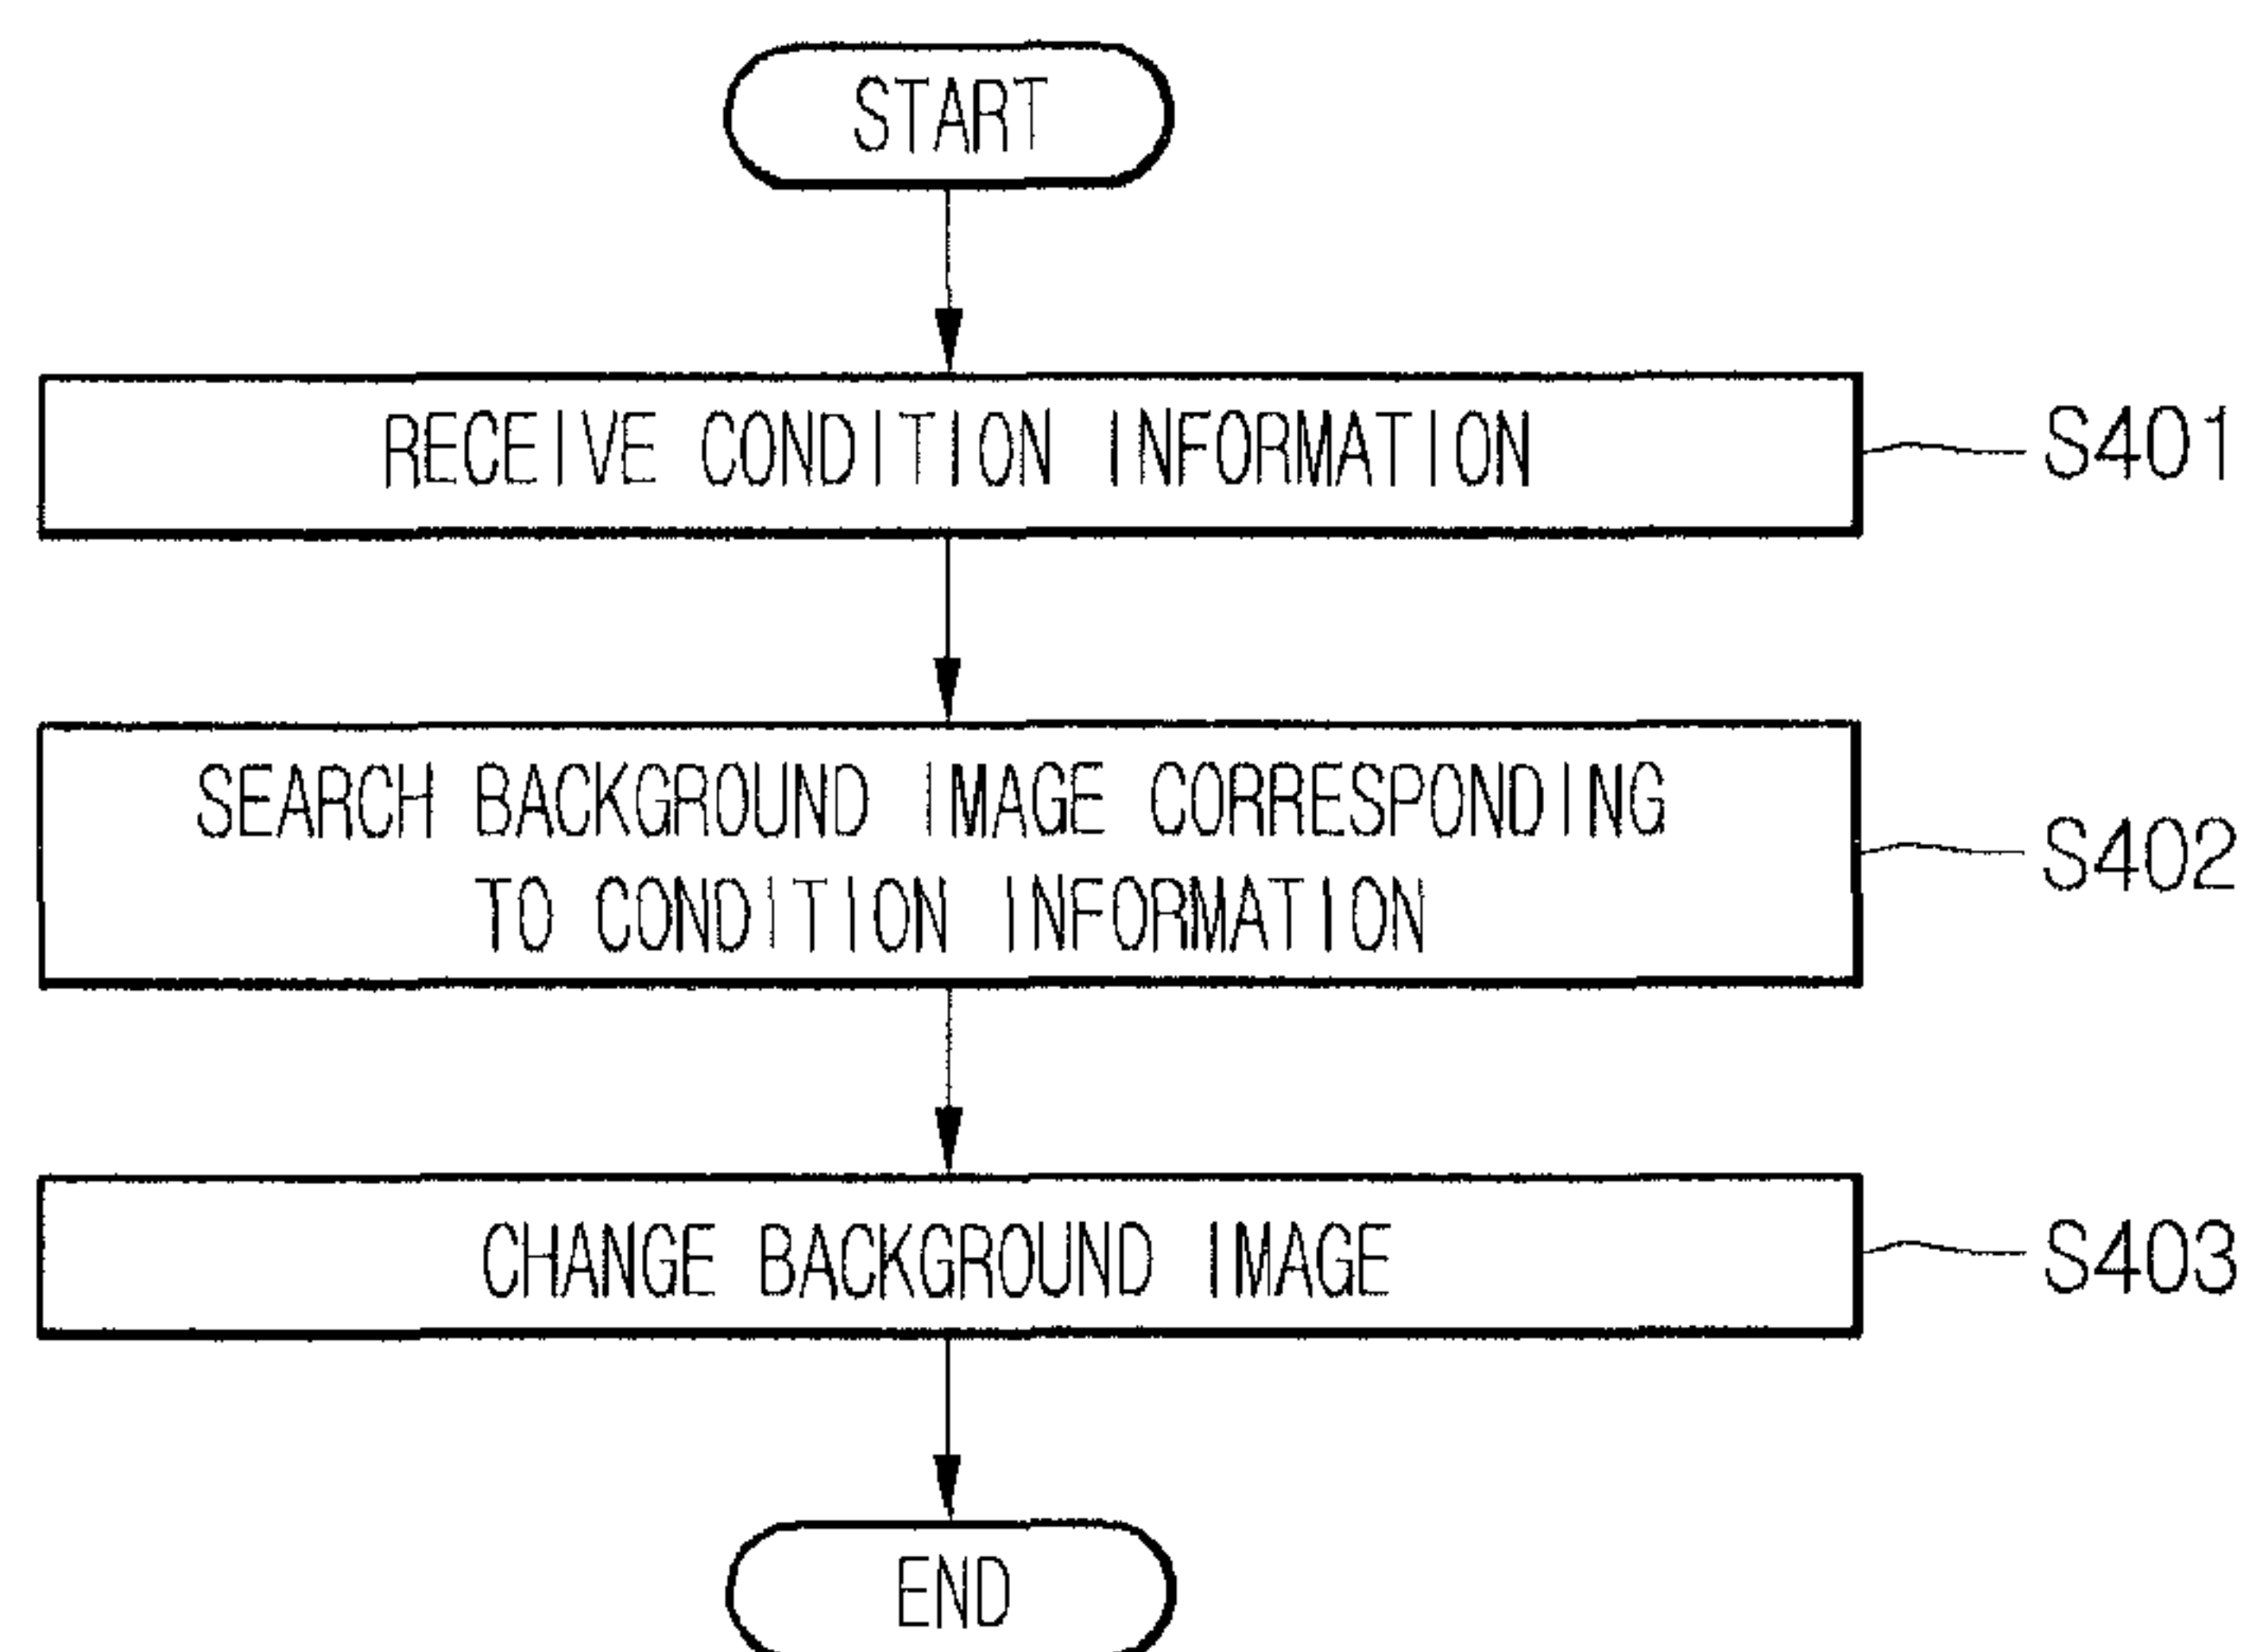 START
RECEIVE CONDITION INFORMATION
S401
SEARCH BACKGROUND IMAGE CORRESPONDING
TO CONDITION INFORMATION
S402
CHANGE BACKGROUND IMAGE
S403
END